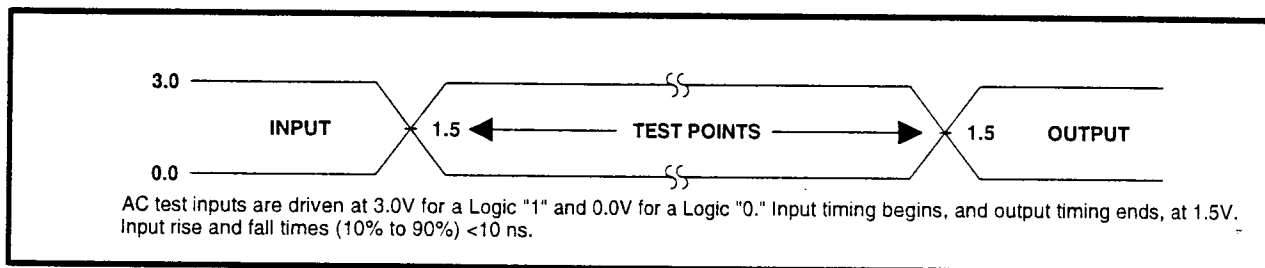 3.0
INPUT 1.5 TEST POINTS 1.5 OUTPUT
0.0
AC test inputs are driven at 3.0V for a Logic "1" and 0.0V for a Logic "0." Input timing begins, and output timing ends, at 1.5V.
Input rise and fall times (10% to 90%) <10 ns.